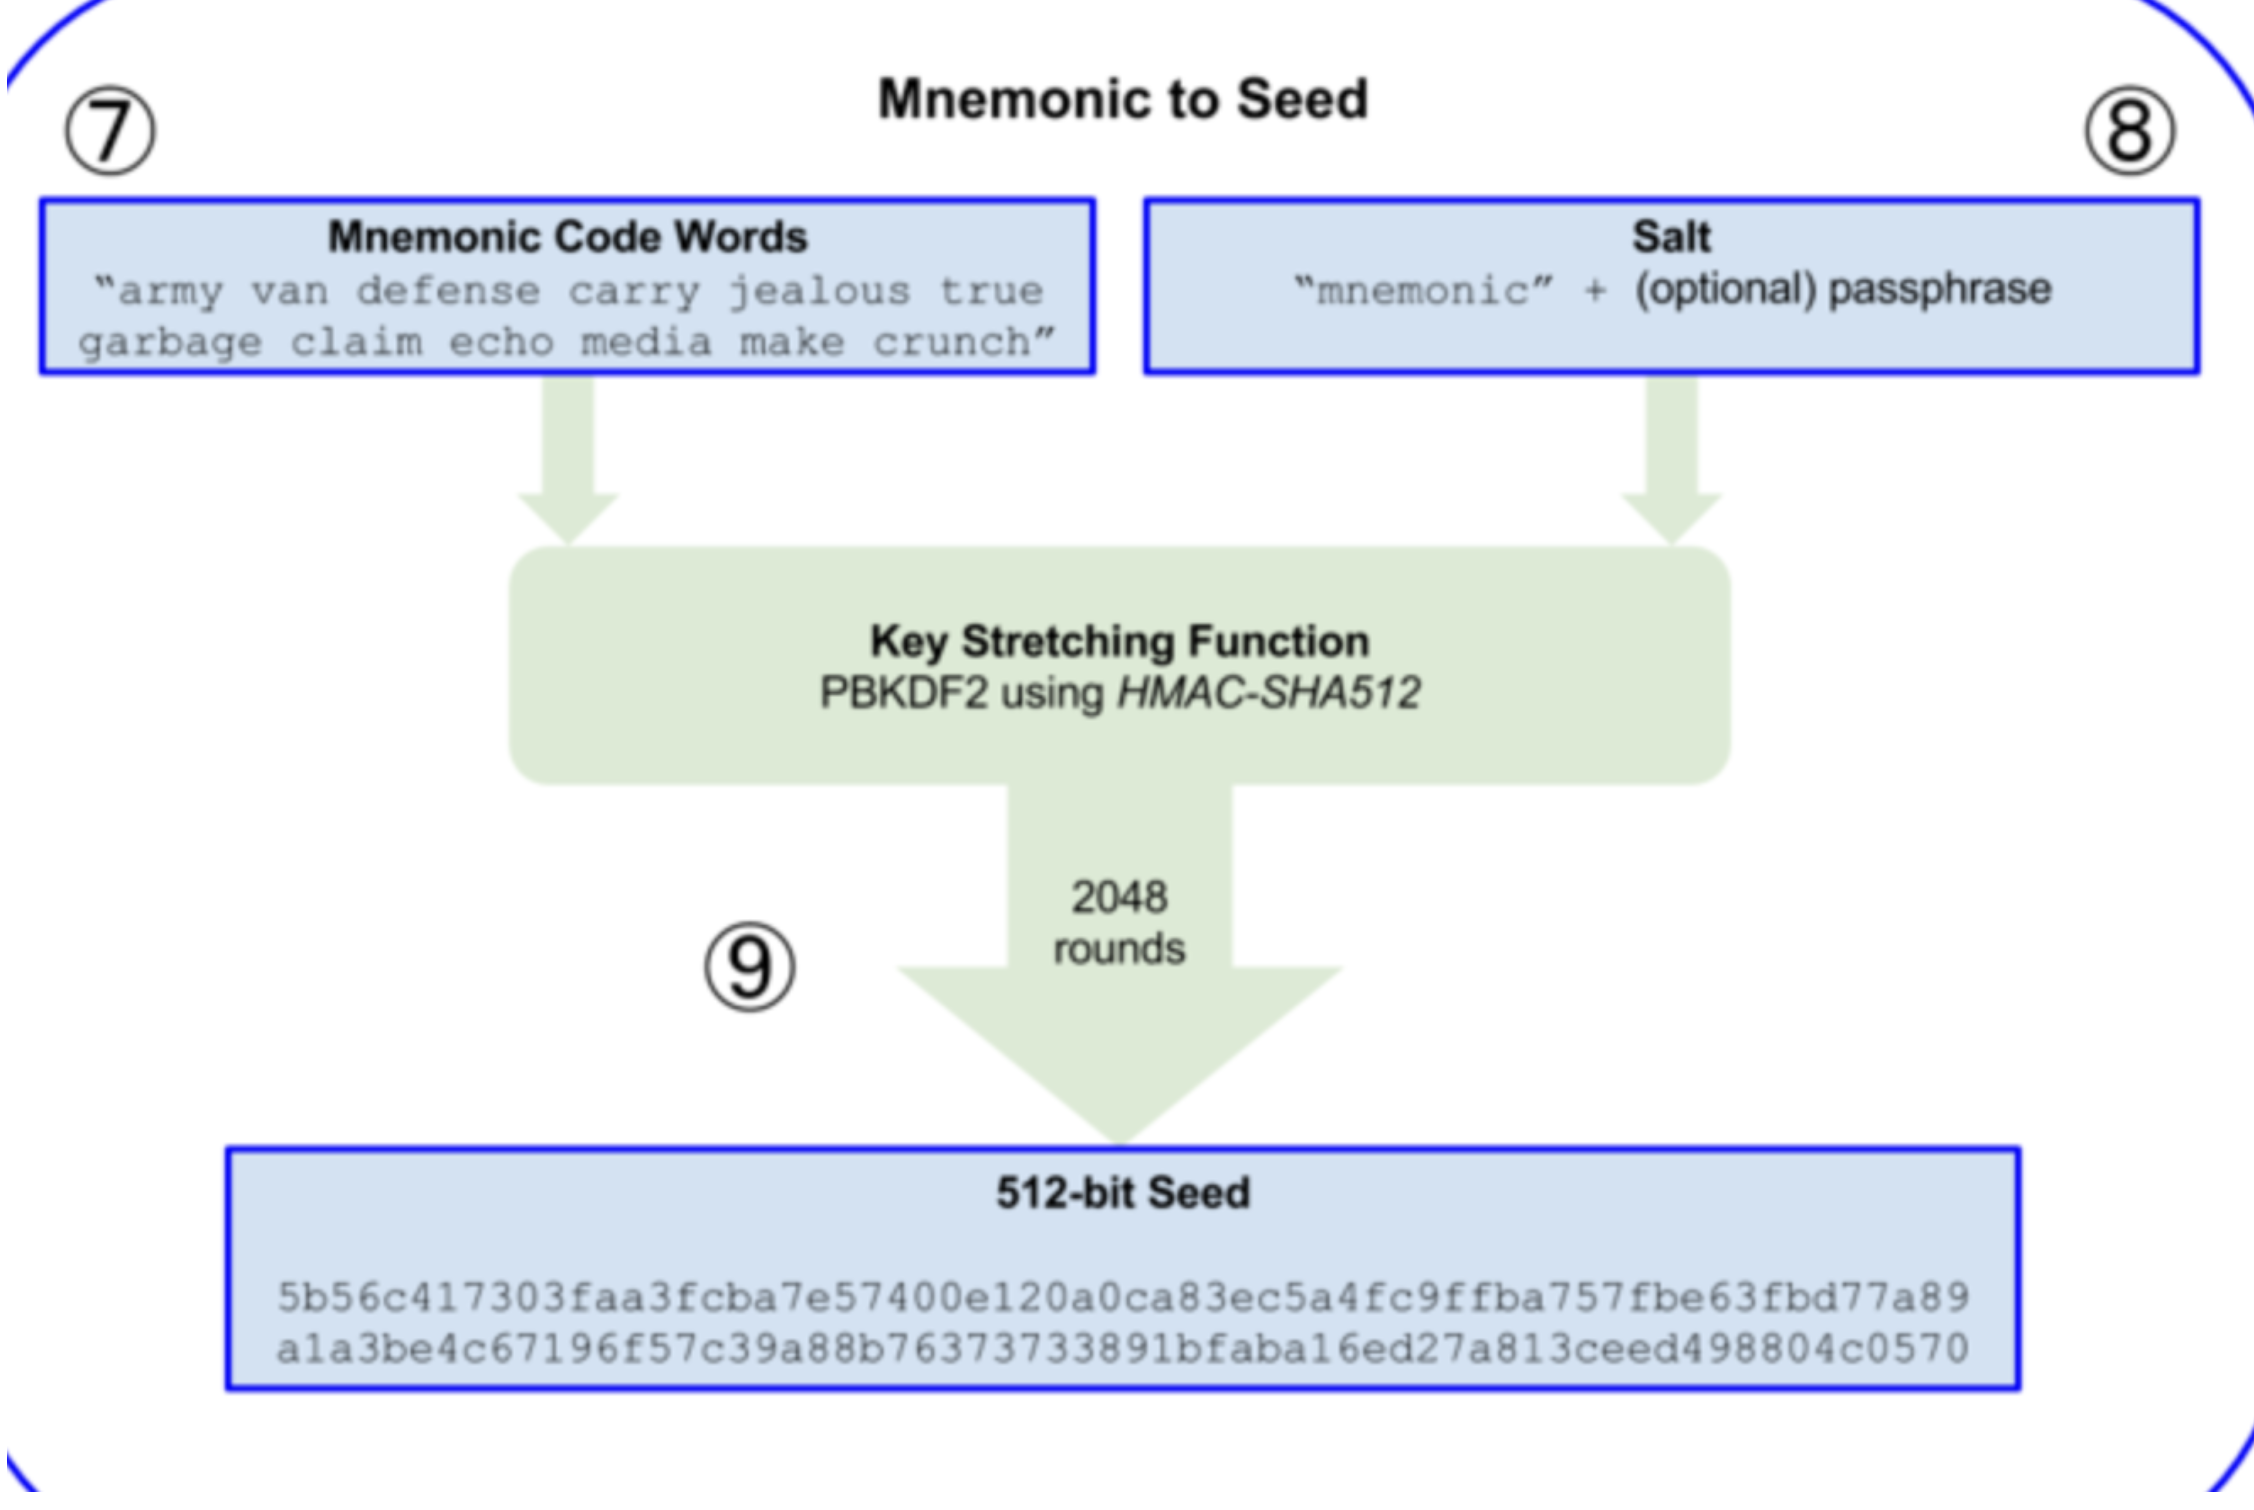 Mnemonic to Seed
⑦
⑧
Mnemonic Code Words
“army van defense carry jealous true
garbage claim echo media make crunch”
Salt
“mnemonic” + (optional) passphrase
Key Stretching Function
PBKDF2 using HMAC-SHA512
2048
rounds
⑨
512-bit Seed
5b56c417303faa3fcba7e57400e120a0ca83ec5a4fc9ffba757fbe63fbd77a89
a1a3be4c67196f57c39a88b76373733891bfaba16ed27a813ceed498804c0570